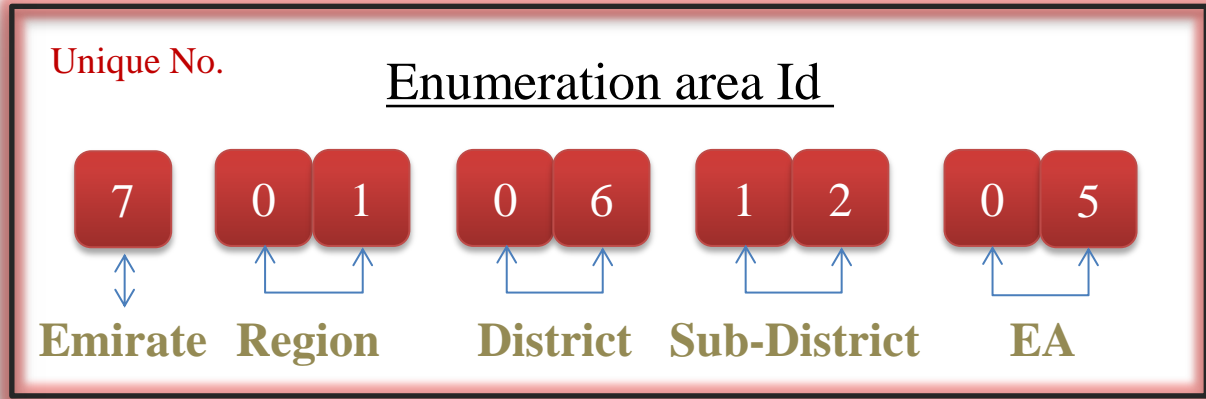 Unique No.
Enumeration area Id
7 0 1 0 6 1 2 0 5
Emirate Region District Sub-District EA